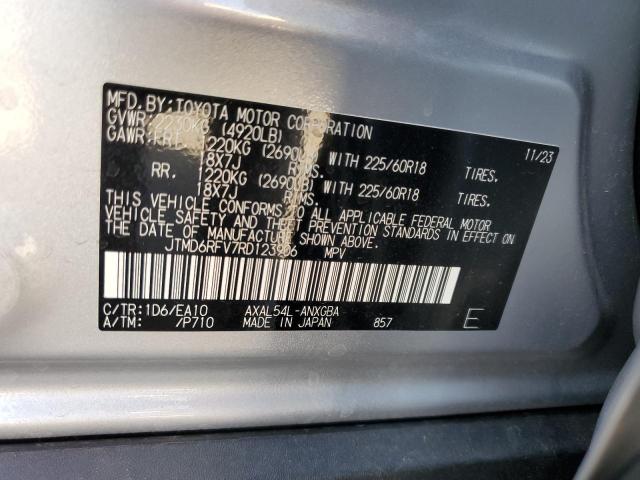 MFD. BY: TOYOTA MOTOR CORPORATION 11/23
GVWR: 2230KG (4920LB)
GAWR: FRT. 1220KG (2690LB) WITH 225/60R18 TIRES.
18X7J RIMS.
RR. 1220KG (2690LB) WITH 225/60R18 TIRES.
18X7J RIMS.
THIS VEHICLE CONFORMS TO ALL APPLICABLE FEDERAL MOTOR
VEHICLE SAFETY AND THEFT PREVENTION STANDARDS IN EFFECT ON
THE DATE OF MANUFACTURE SHOWN ABOVE.
MPV
C/TR: 1D6/EA10 AXAL54L-ANXGBA
A/TM: /P710 MADE IN JAPAN 857 E